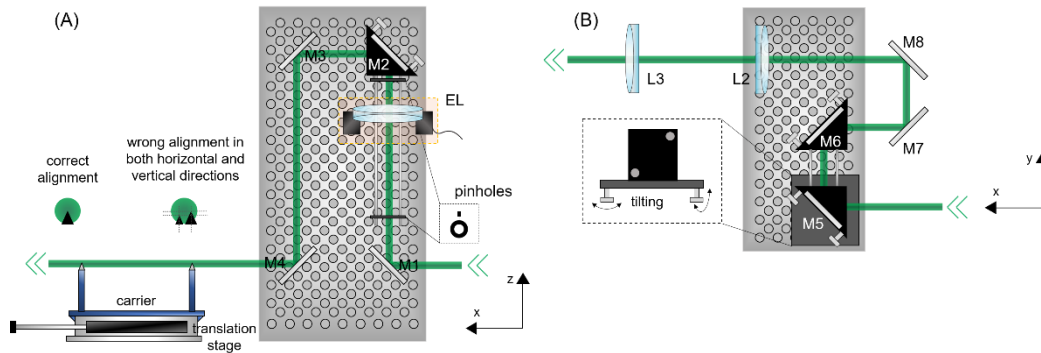 (A)
M3
M2
EL
correct
alignment
wrong alignment in
both horizontal and
vertical directions
pinholes
M4
M1
carrier
translation
stage
z
x
(B)
M8
L3
L2
M6
M7
tilting
M5
y
x